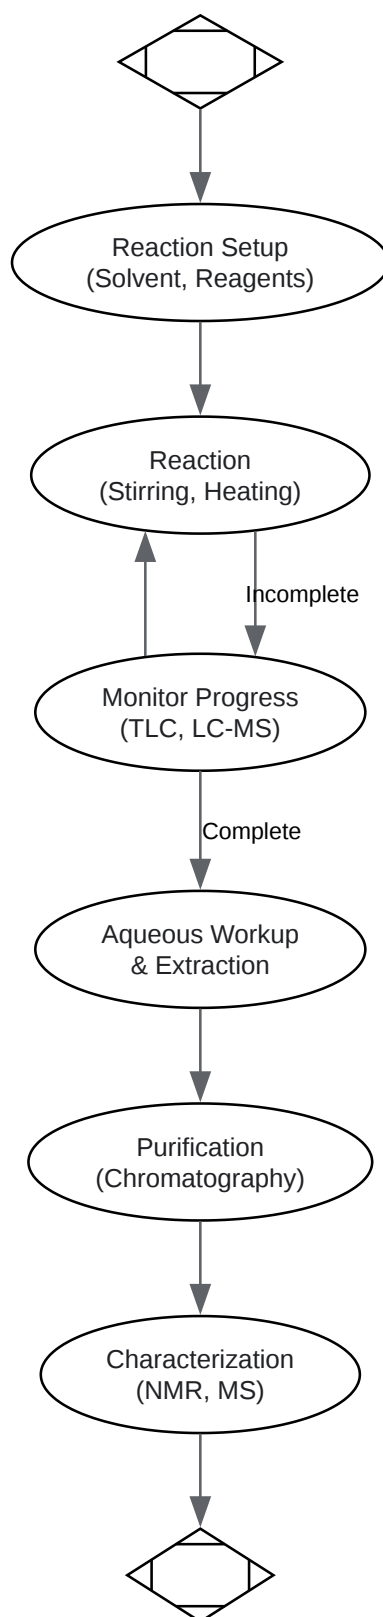 Reaction Setup
(Solvent, Reagents)
Reaction
(Stirring, Heating)
Incomplete
Monitor Progress
(TLC, LC-MS)
Complete
Aqueous Workup
& Extraction
Purification
(Chromatography)
Characterization
(NMR, MS)